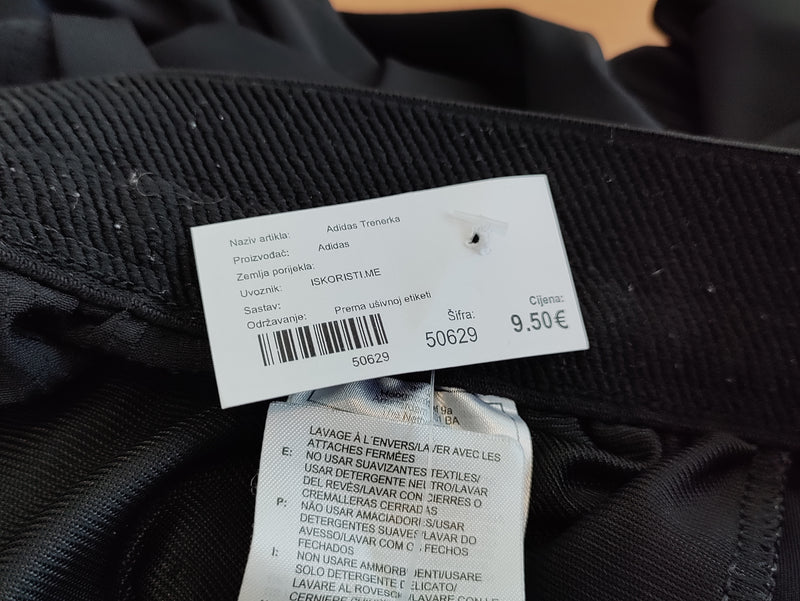 Naziv artikla: Adidas Trenerka
Proizvođač: Adidas
Zemlja porijekla:
Uvoznik: ISKORISTI.ME
Sastav:
Održavanje: Prema ušivnoj etiketi
50629
Šifra:
50629
Cijena:
9.50€
BA
LAVAGE À L´ENVERS/LAVER AVEC LES
ATTACHES FERMÉES
E: NO USAR SUAVIZANTES TEXTILES/
USAR DETERGENTE NEUTRO/LAVAR
DEL REVÉS/LAVAR CON CIERRES O
CREMALLERAS CERRADAS
P: NÃO USAR AMACIADORES/USAR
DETERGENTES SUAVES/LAVAR DO
AVESSO/LAVAR COM OS FECHOS
FECHADOS
I: NON USARE AMMORBIDENTI/USARE
SOLO DETERGENTE DELICATO/
LAVARE AL ROVESCIO/LAVARE CON LE